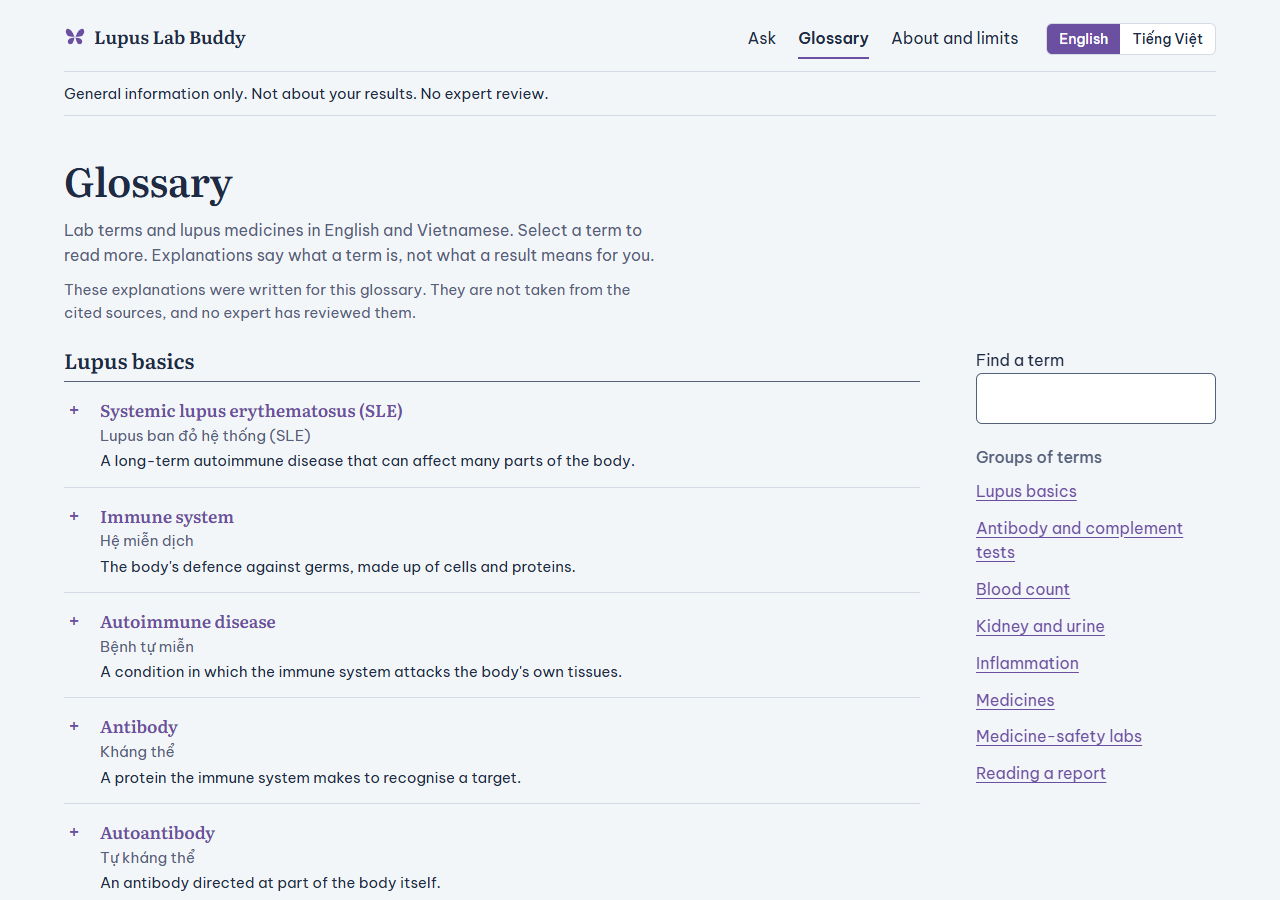 Lupus Lab Buddy
Ask
Glossary
About and limits
English
Tiếng Việt
General information only. Not about your results. No expert review.
Glossary
Lab terms and lupus medicines in English and Vietnamese. Select a term to
read more. Explanations say what a term is, not what a result means for you.
These explanations were written for this glossary. They are not taken from the
cited sources, and no expert has reviewed them.
Lupus basics
+ Systemic lupus erythematosus (SLE)
Lupus ban đỏ hệ thống (SLE)
A long-term autoimmune disease that can affect many parts of the body.
+ Immune system
Hệ miễn dịch
The body's defence against germs, made up of cells and proteins.
+ Autoimmune disease
Bệnh tự miễn
A condition in which the immune system attacks the body's own tissues.
+ Antibody
Kháng thể
A protein the immune system makes to recognise a target.
+ Autoantibody
Tự kháng thể
An antibody directed at part of the body itself.
Find a term
Groups of terms
Lupus basics
Antibody and complement
tests
Blood count
Kidney and urine
Inflammation
Medicines
Medicine-safety labs
Reading a report